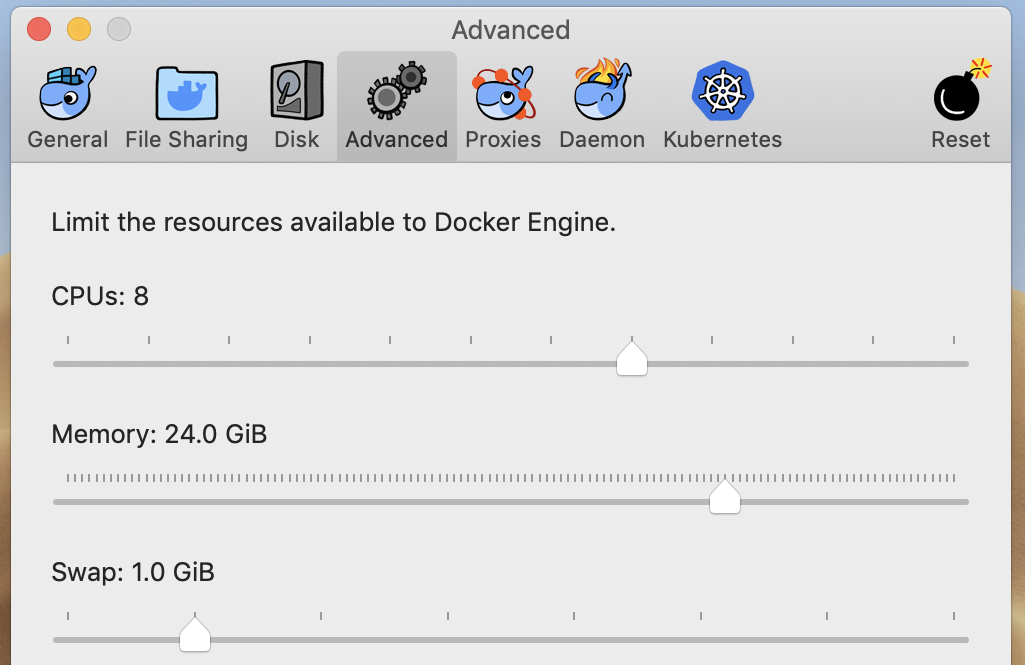 Advanced
General File Sharing Disk Advanced Proxies Daemon Kubernetes Reset
Limit the resources available to Docker Engine.
CPUs: 8
Memory: 24.0 GiB
Swap: 1.0 GiB